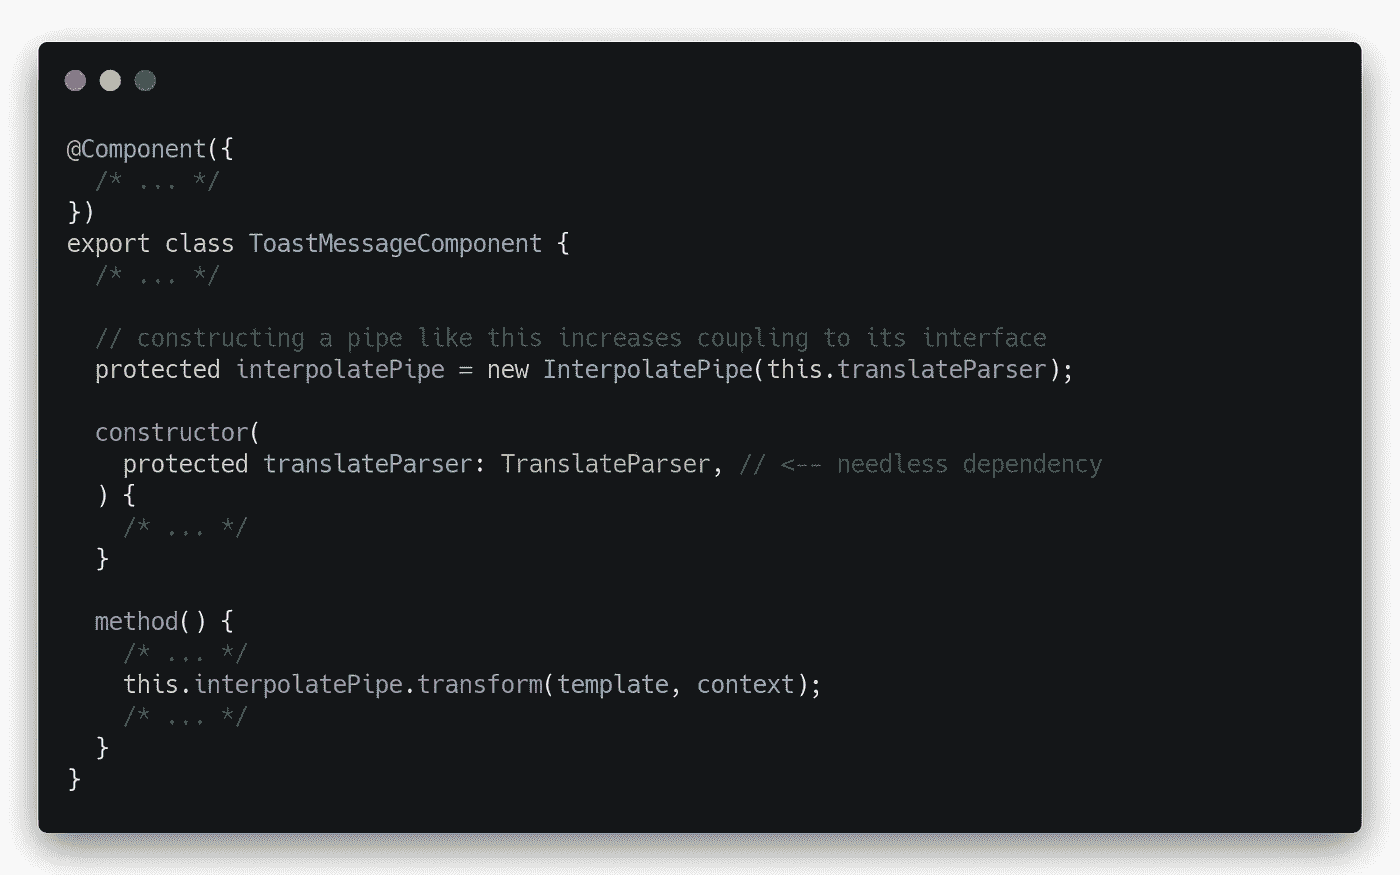 @Component({
  /* ... */
})
export class ToastMessageComponent {
  /* ... */

  // constructing a pipe like this increases coupling to its interface
  protected interpolatePipe = new InterpolatePipe(this.translateParser);

  constructor(
    protected translateParser: TranslateParser, // <-- needless dependency
  ) {
    /* ... */
  }

  method() {
    /* ... */
    this.interpolatePipe.transform(template, context);
    /* ... */
  }
}